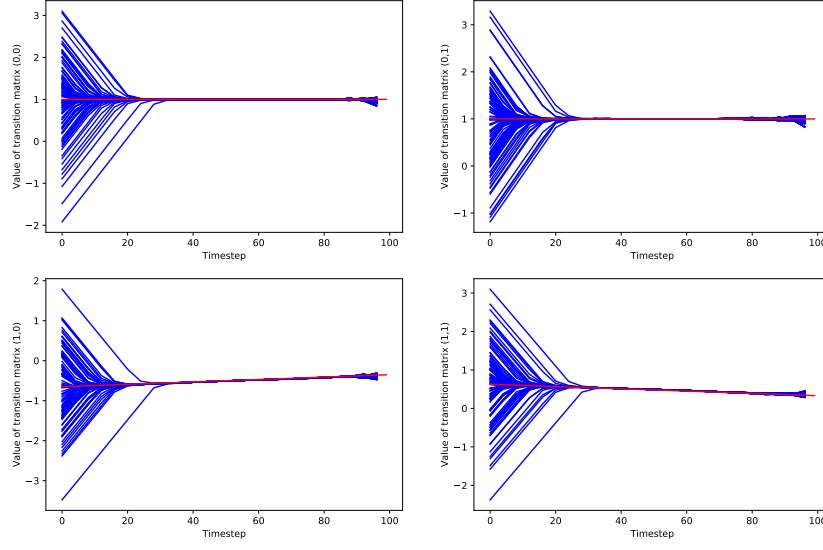 Value of transition matrix (0,0)
3
2
1
0
−1
−2
0 20 40 60 80 100
Timestep
Value of transition matrix (0,1)
3
2
1
0
−1
0 20 40 60 80 100
Timestep
Value of transition matrix (1,0)
2
1
0
−1
−2
−3
0 20 40 60 80 100
Timestep
Value of transition matrix (1,1)
3
2
1
0
−1
−2
0 20 40 60 80 100
Timestep